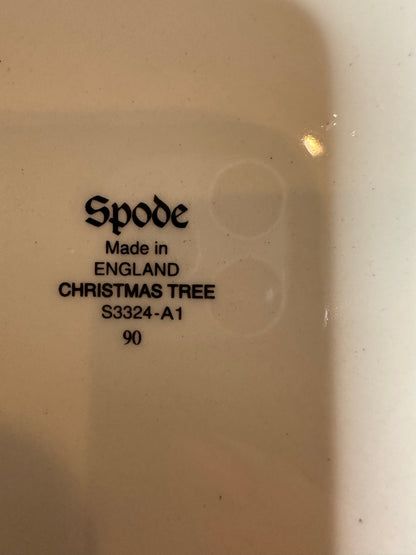 Spode
Made in
ENGLAND
CHRISTMAS TREE
S3324-A1
90